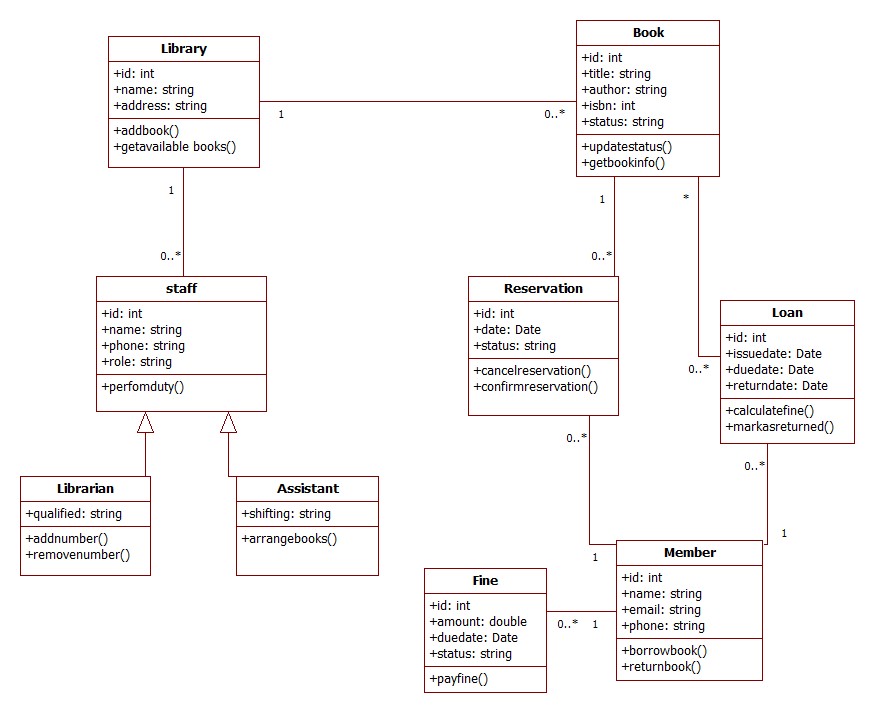 Library
+id: int
+name: string
+address: string
+addbook()
+getavailable books()
1
0..*
Book
+id: int
+title: string
+author: string
+isbn: int
+status: string
+updatestatus()
+getbookinfo()
1
0..*
1
0..*
*
0..*
staff
+id: int
+name: string
+phone: string
+role: string
+perfomduty()
Reservation
+id: int
+date: Date
+status: string
+cancelreservation()
+confirmreservation()
Loan
+id: int
+issuedate: Date
+duedate: Date
+returndate: Date
+calculatefine()
+markasreturned()
0..*
1
0..*
1
Librarian
+qualified: string
+addnumber()
+removenumber()
Assistant
+shifting: string
+arrangebooks()
Fine
+id: int
+amount: double
+duedate: Date
+status: string
+payfine()
0..*
1
Member
+id: int
+name: string
+email: string
+phone: string
+borrowbook()
+returnbook()